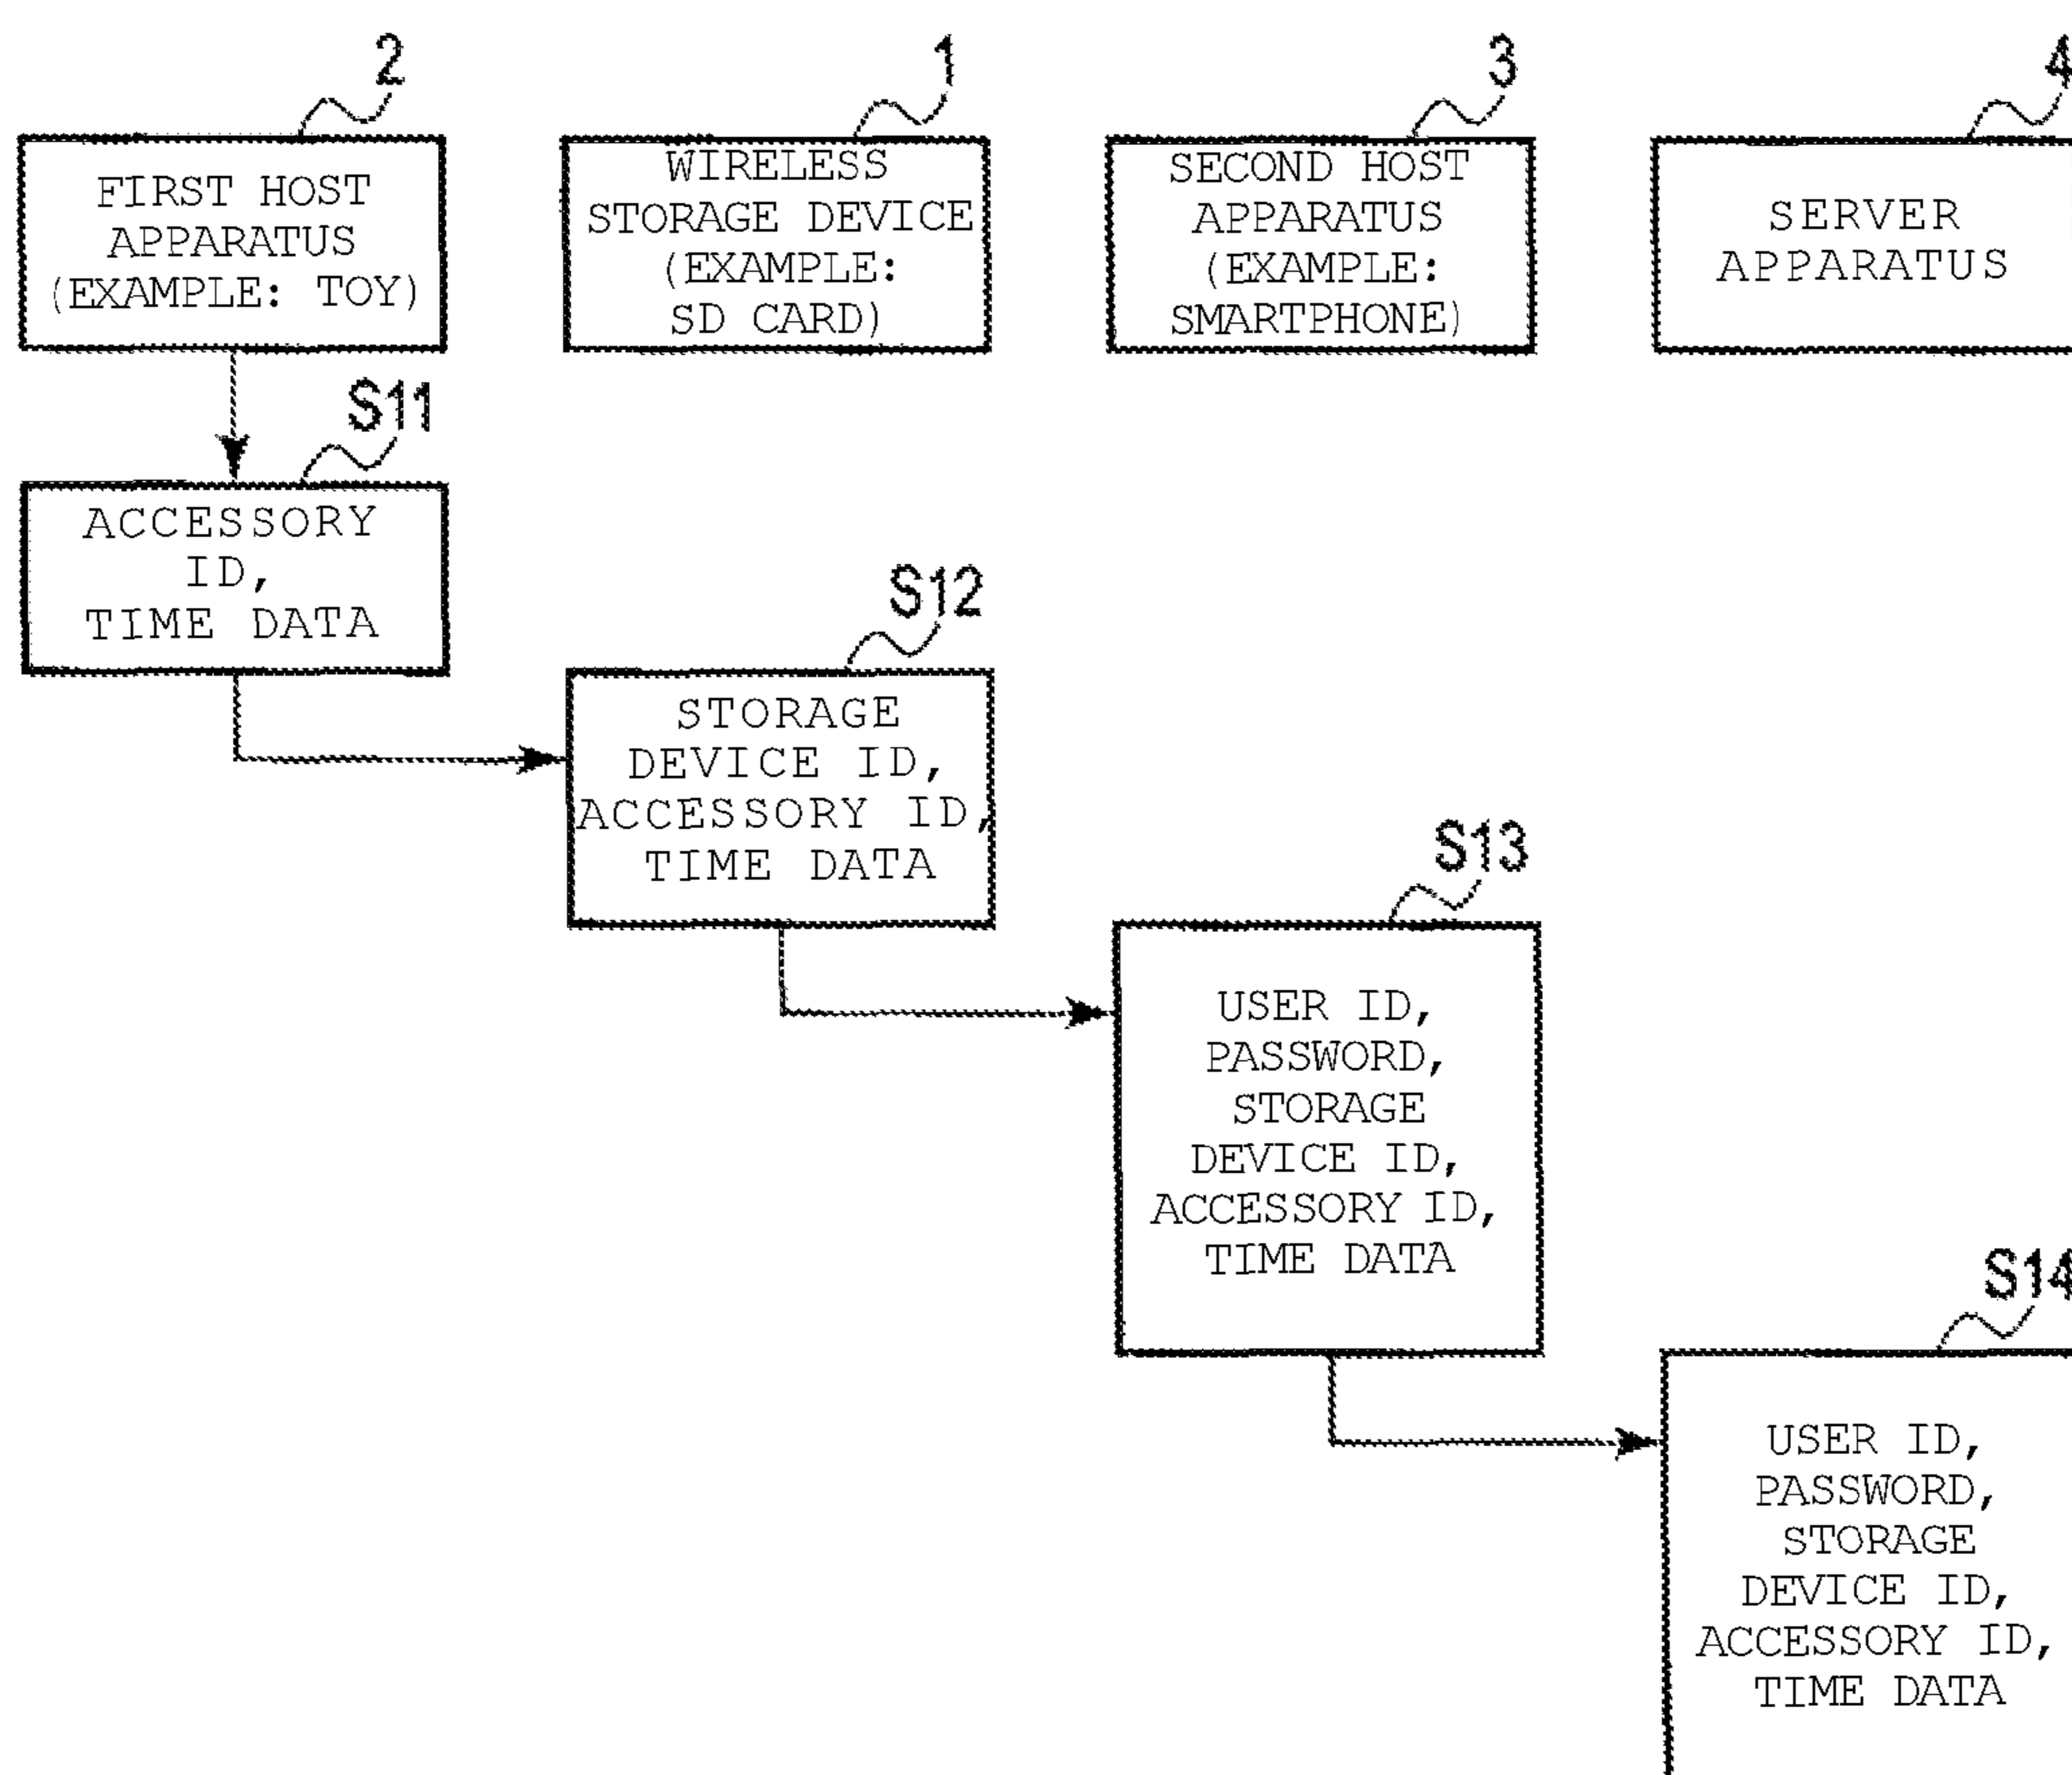 2
1
3
4
FIRST HOST
APPARATUS
(EXAMPLE: TOY)
WIRELESS
STORAGE DEVICE
(EXAMPLE:
SD CARD)
SECOND HOST
APPARATUS
(EXAMPLE:
SMARTPHONE)
SERVER
APPARATUS
S11
ACCESSORY
ID,
TIME DATA
S12
STORAGE
DEVICE ID,
ACCESSORY ID,
TIME DATA
S13
USER ID,
PASSWORD,
STORAGE
DEVICE ID,
ACCESSORY ID,
TIME DATA
S14
USER ID,
PASSWORD,
STORAGE
DEVICE ID,
ACCESSORY ID,
TIME DATA